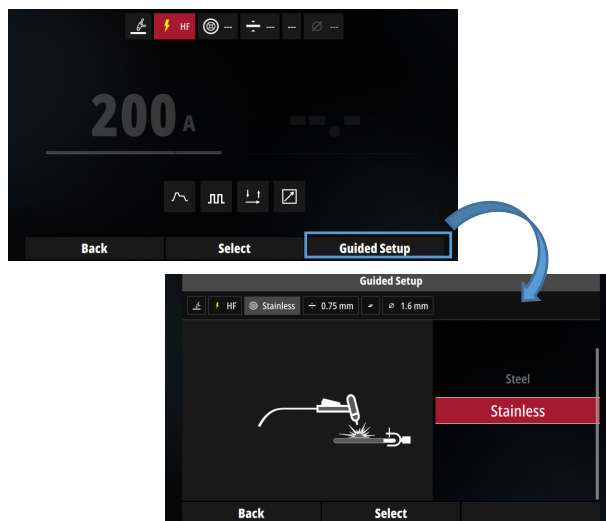 HF --- --- --- ---
200 A --.-
Back Select Guided Setup
Guided Setup
HF Stainless 0.75 mm 1.6 mm
Steel
Stainless
Back Select